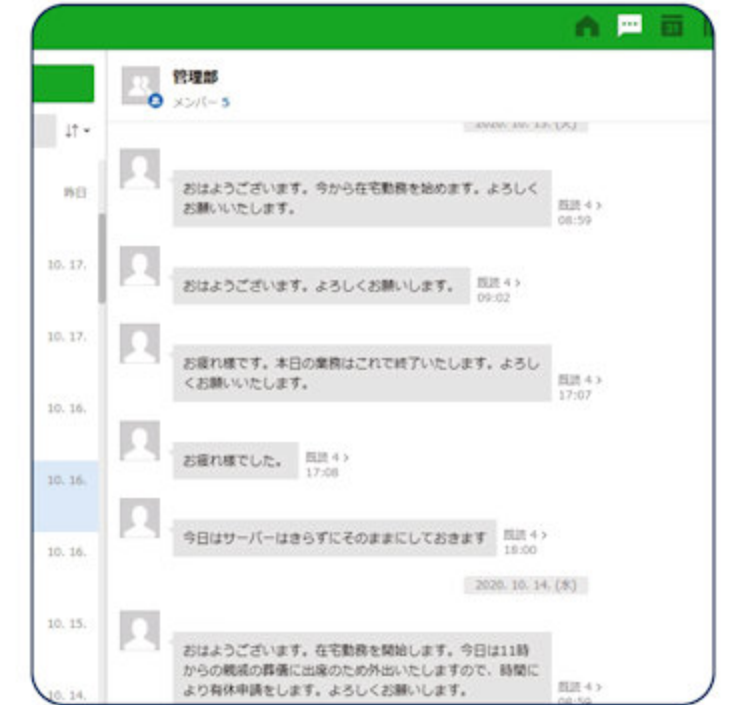 管理部
メンバー 5
↓↑
昨日
10. 17.
10. 17.
10. 16.
10. 16.
10. 16.
10. 15.
10. 14.
2020. 10. 13. (火)
おはようございます。今から在宅勤務を始めます。よろしく
お願いいたします。
既読 4 >
08:59
おはようございます。よろしくお願いします。
既読 4 >
09:02
お疲れ様です。本日の業務はこれで終了いたします。よろし
くお願いいたします。
既読 4 >
17:07
お疲れ様でした。
既読 4 >
17:08
今日はサーバーはきらずにそのままにしておきます
既読 4 >
18:00
2020. 10. 14. (水)
おはようございます。在宅勤務を開始します。今日は11時
からの親戚の葬儀に出席のため外出いたしますので、時間に
より有休申請をします。よろしくお願いします。
既読 4 >
08:59